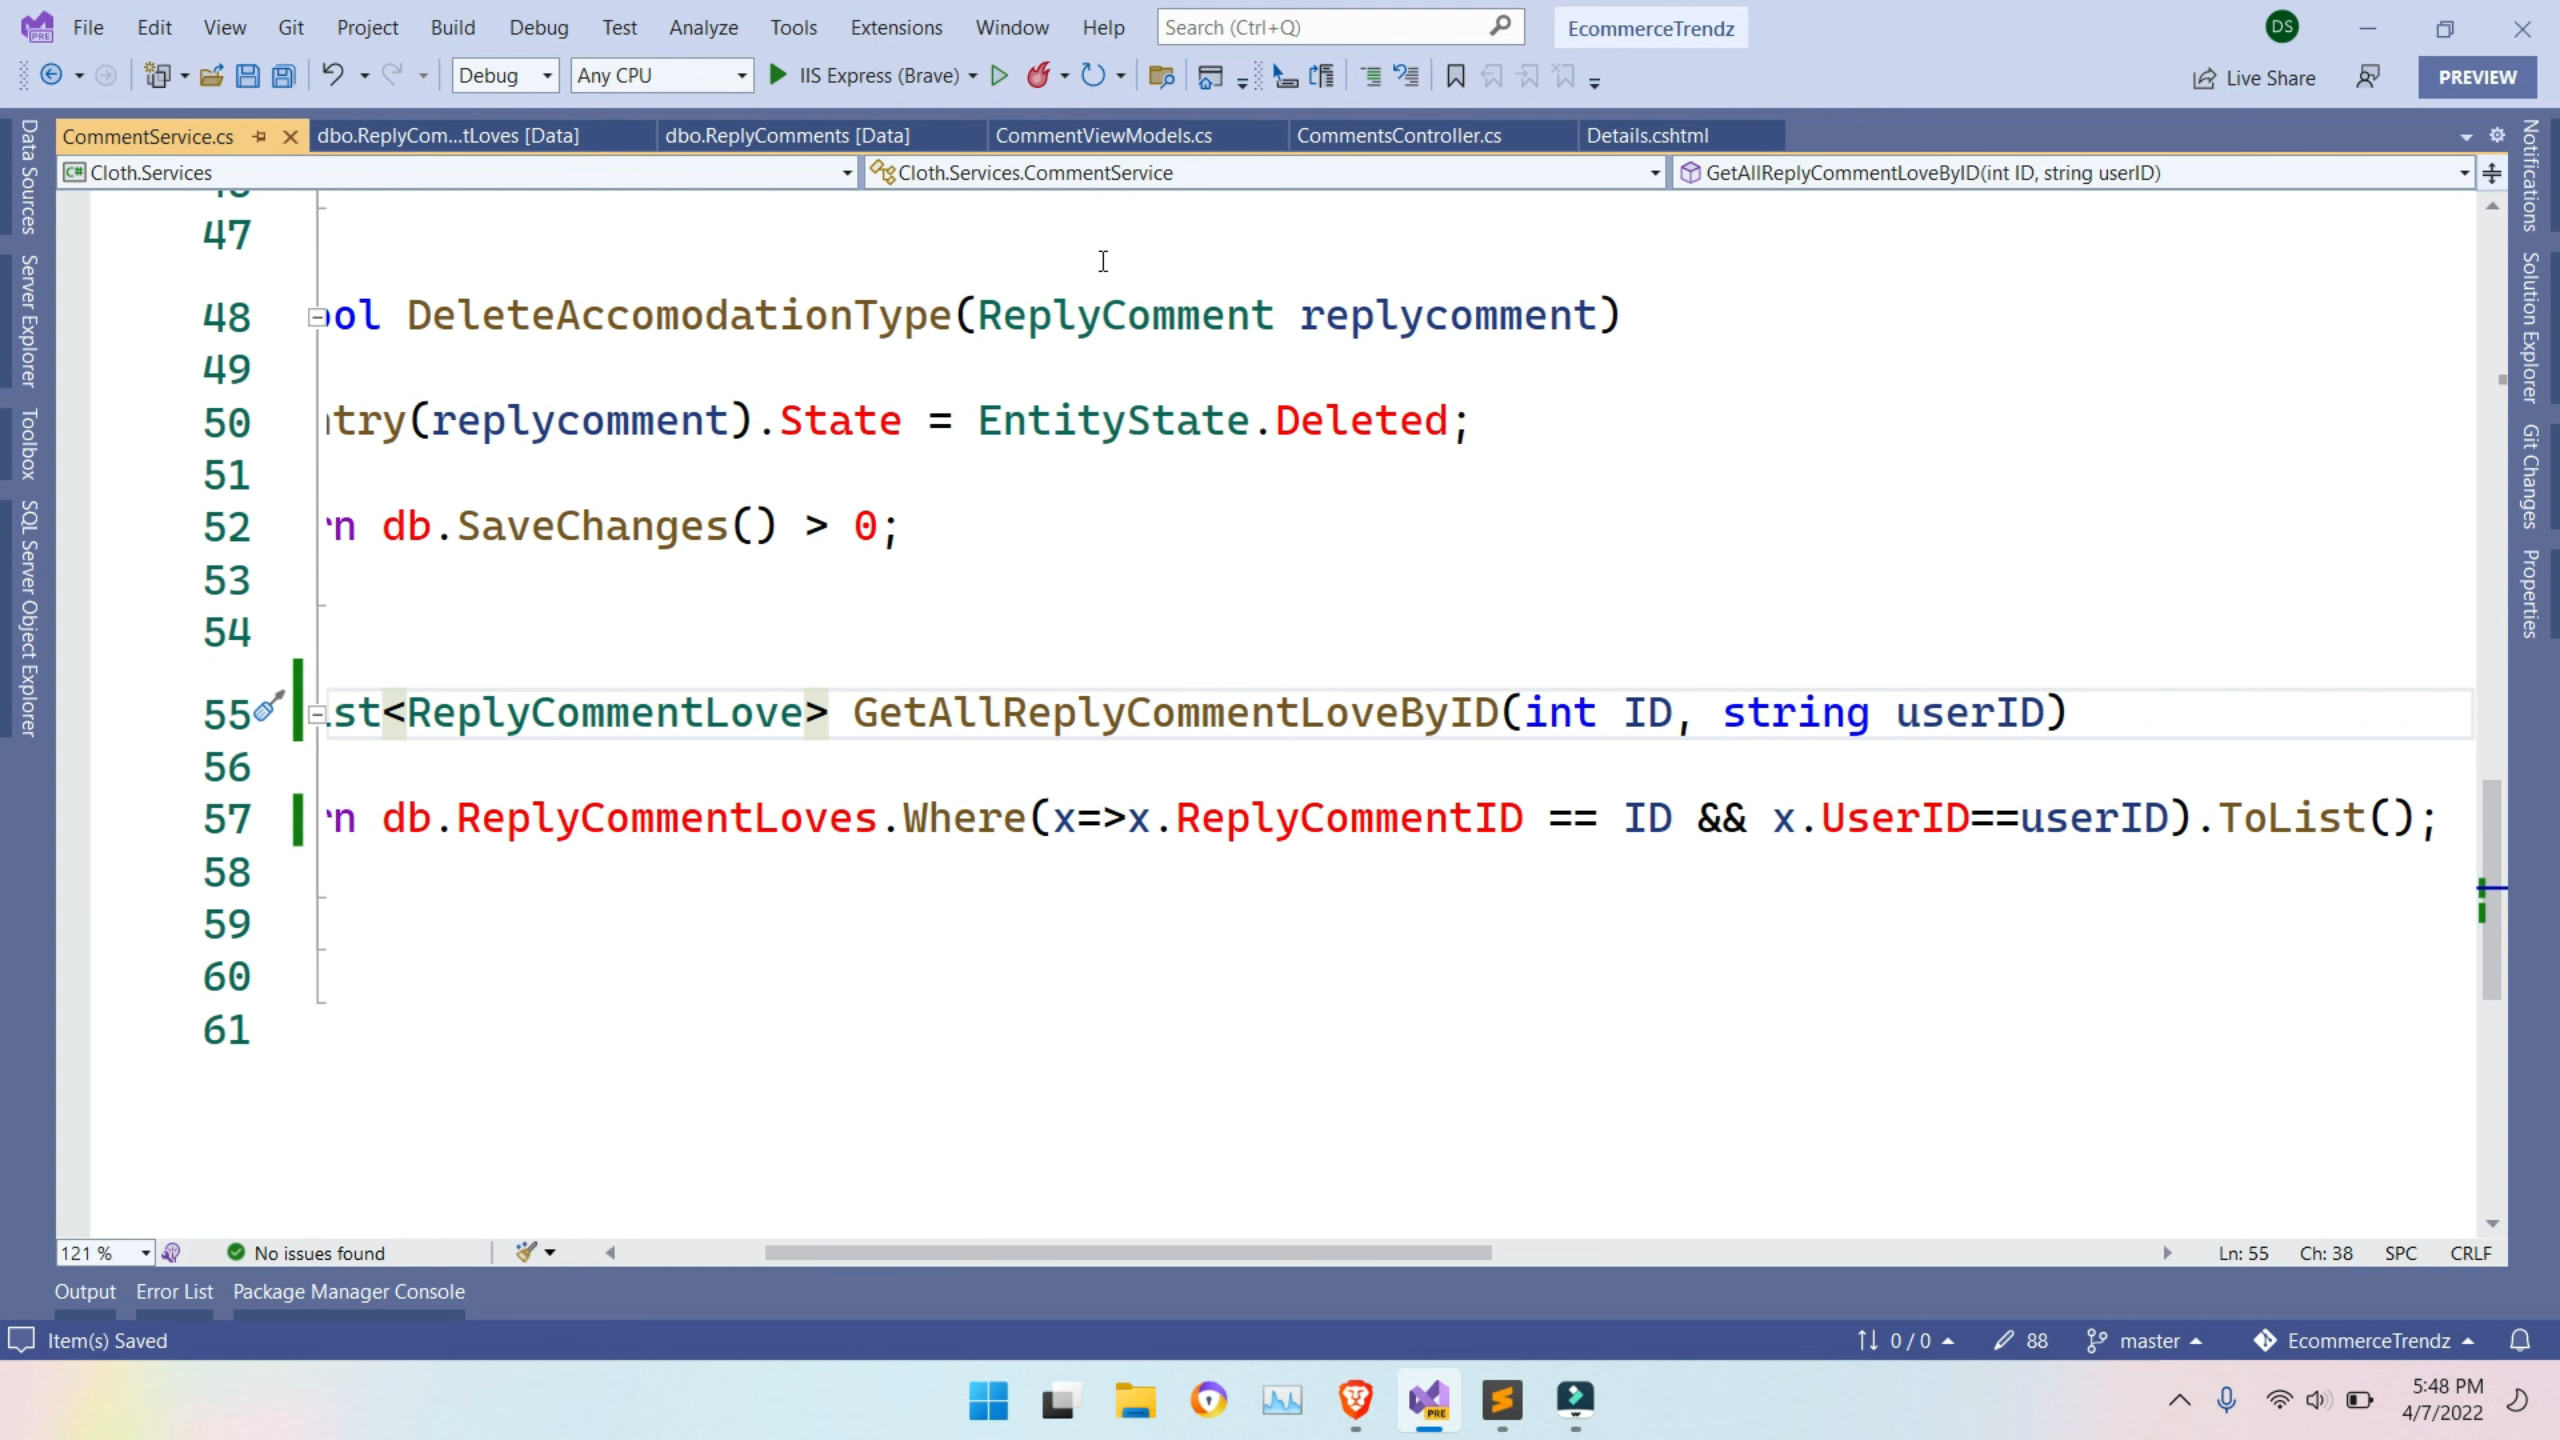 File Edit View Git Project Build Debug Test Analyze Tools Extensions Window Help Search (Ctrl+Q) EcommerceTrendz DS
Debug Any CPU IIS Express (Brave) Live Share PREVIEW
CommentService.cs dbo.ReplyCom...tLoves [Data] dbo.ReplyComments [Data] CommentViewModels.cs CommentsController.cs Details.cshtml
C# Cloth.Services Cloth.Services.CommentService GetAllReplyCommentLoveByID(int ID, string userID)
Data Sources
Server Explorer
Toolbox
SQL Server Object Explorer
47
48 ol DeleteAccomodationType(ReplyComment replycomment)
49
50 try(replycomment).State = EntityState.Deleted;
51
52 rn db.SaveChanges() > 0;
53
54
55 st<ReplyCommentLove> GetAllReplyCommentLoveByID(int ID, string userID)
56
57 rn db.ReplyCommentLoves.Where(x=>x.ReplyCommentID == ID && x.UserID==userID).ToList();
58
59
60
61
Notifications
Solution Explorer
Git Changes
Properties
121 % No issues found Ln: 55 Ch: 38 SPC CRLF
Output Error List Package Manager Console
Item(s) Saved 0 / 0 88 master EcommerceTrendz
PRE
5:48 PM
4/7/2022